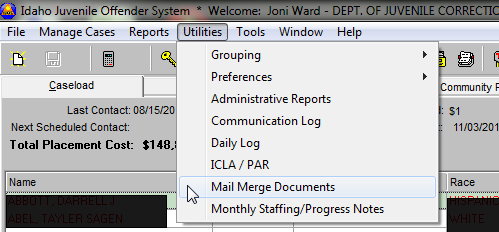 Idaho Juvenile Offender System * Welcome: Joni Ward - DEPT. OF JUVENILE CORRECTION
File Manage Cases Reports Utilities Tools Window Help
Grouping
Preferences
Administrative Reports
Communication Log
Daily Log
ICLA / PAR
Mail Merge Documents
Monthly Staffing/Progress Notes
Caseload
Community P
Last Contact: 08/15/20
$1
Next Scheduled Contact:
11/03/201
Total Placement Cost: $148,8
Name
Race
ABBOTT, DARRELL J
HISPANIC
ABEL, TAYLER SAGEN
WHITE